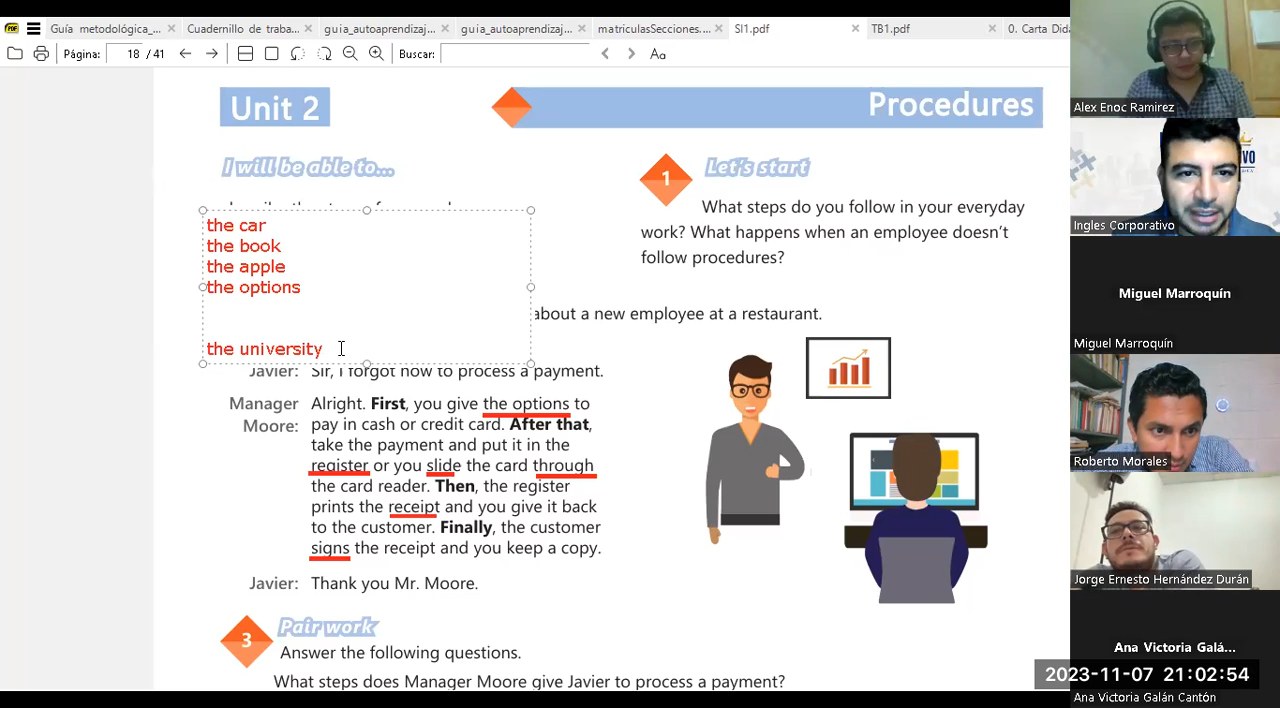 Guía metodológica_...
Cuadernillo de traba...
guia_autoaprendizaj...
guia_autoaprendizaj...
matriculasSecciones....
SI1.pdf
TB1.pdf
0. Carta Did
Página:
18 / 41
Buscar:
Aa
Unit 2
Procedures
I will be able to...
1
Let's start
What steps do you follow in your everyday
work? What happens when an employee doesn't
follow procedures?
the car
the book
the apple
the options
the university
about a new employee at a restaurant.
Javier: Sir, I forgot how to process a payment.
Manager Moore: Alright. First, you give the options to
pay in cash or credit card. After that,
take the payment and put it in the
register or you slide the card through
the card reader. Then, the register
prints the receipt and you give it back
to the customer. Finally, the customer
signs the receipt and you keep a copy.
Javier: Thank you Mr. Moore.
3
Pair work
Answer the following questions.
What steps does Manager Moore give Javier to process a payment?
Alex Enoc Ramirez
Ingles Corporativo
Miguel Marroquín
Miguel Marroquín
Roberto Morales
Jorge Ernesto Hernández Durán
Ana Victoria Galá...
2023-11-07 21:02:54
Ana Victoria Galán Cantón